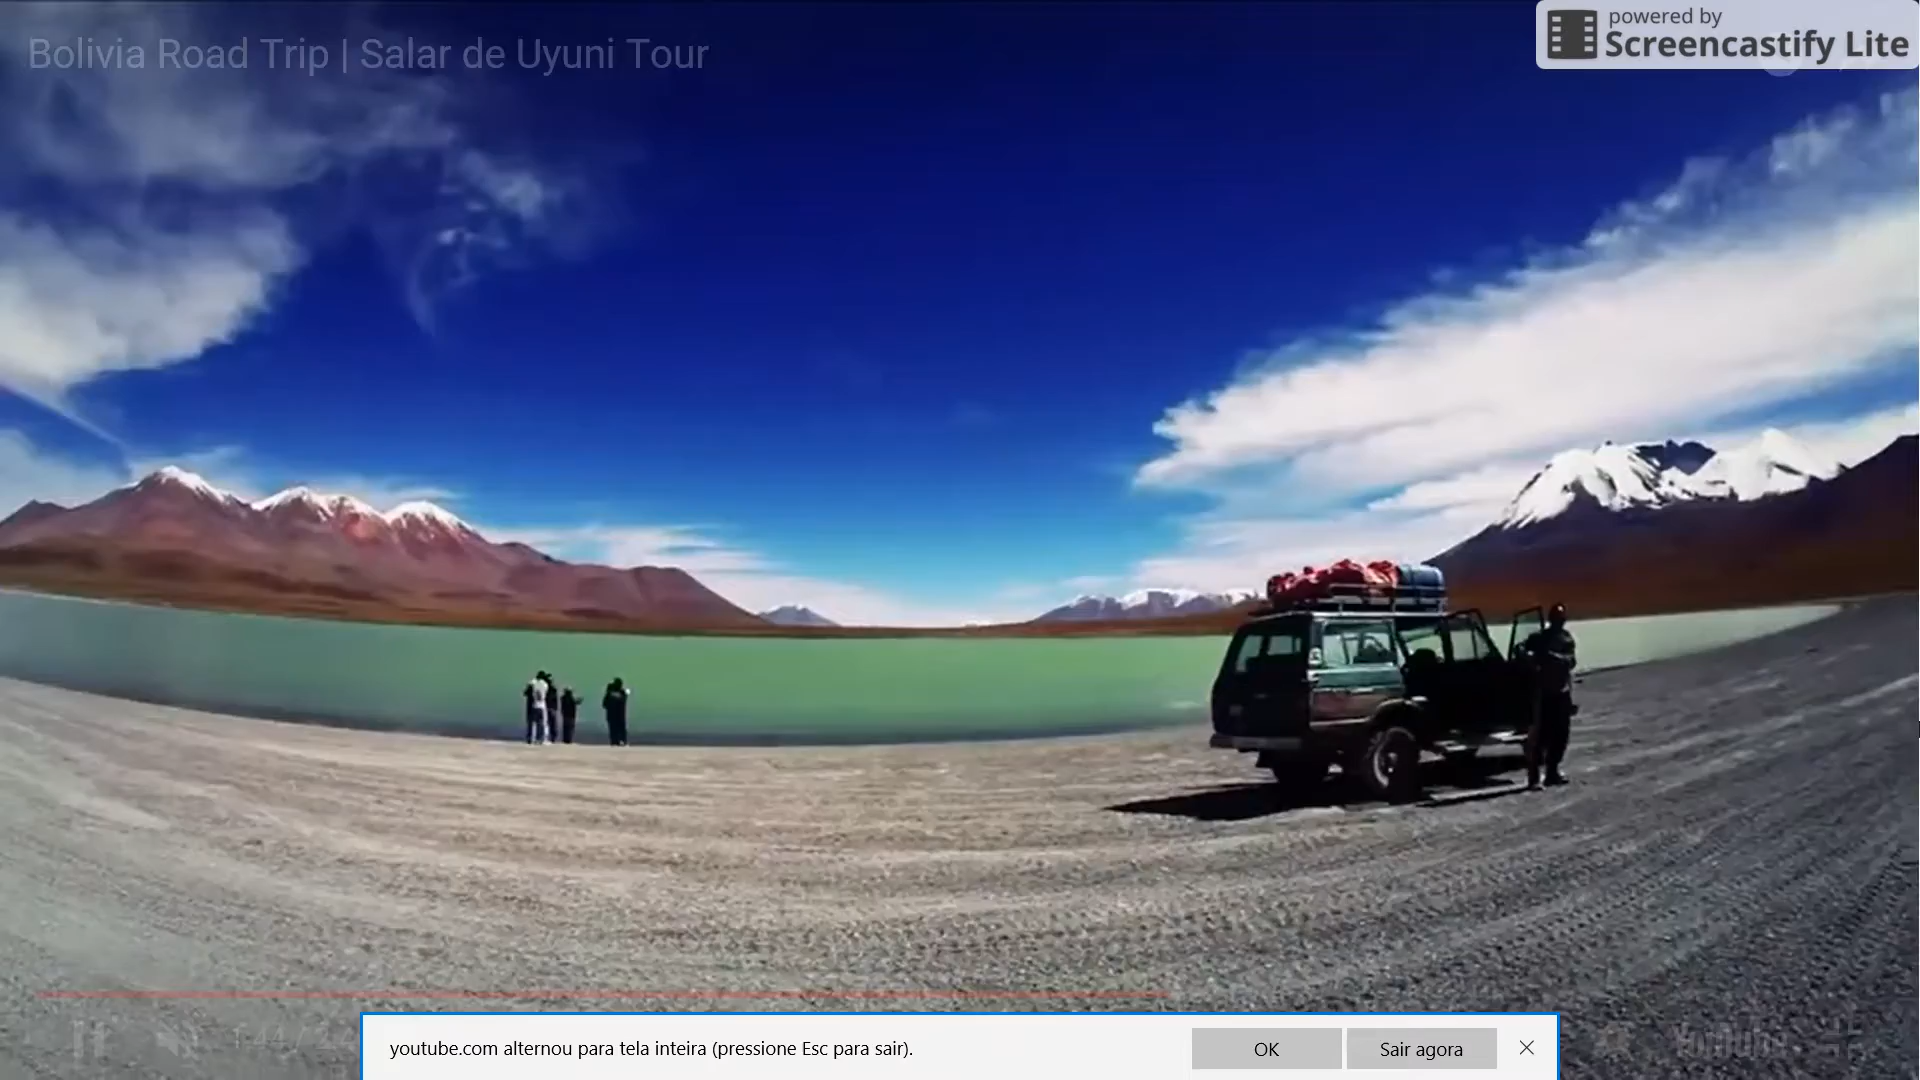 Bolivia Road Trip | Salar de Uyuni Tour
powered by
Screencastify Lite
youtube.com alternou para tela inteira (pressione Esc para sair).
OK
Sair agora
YouTube